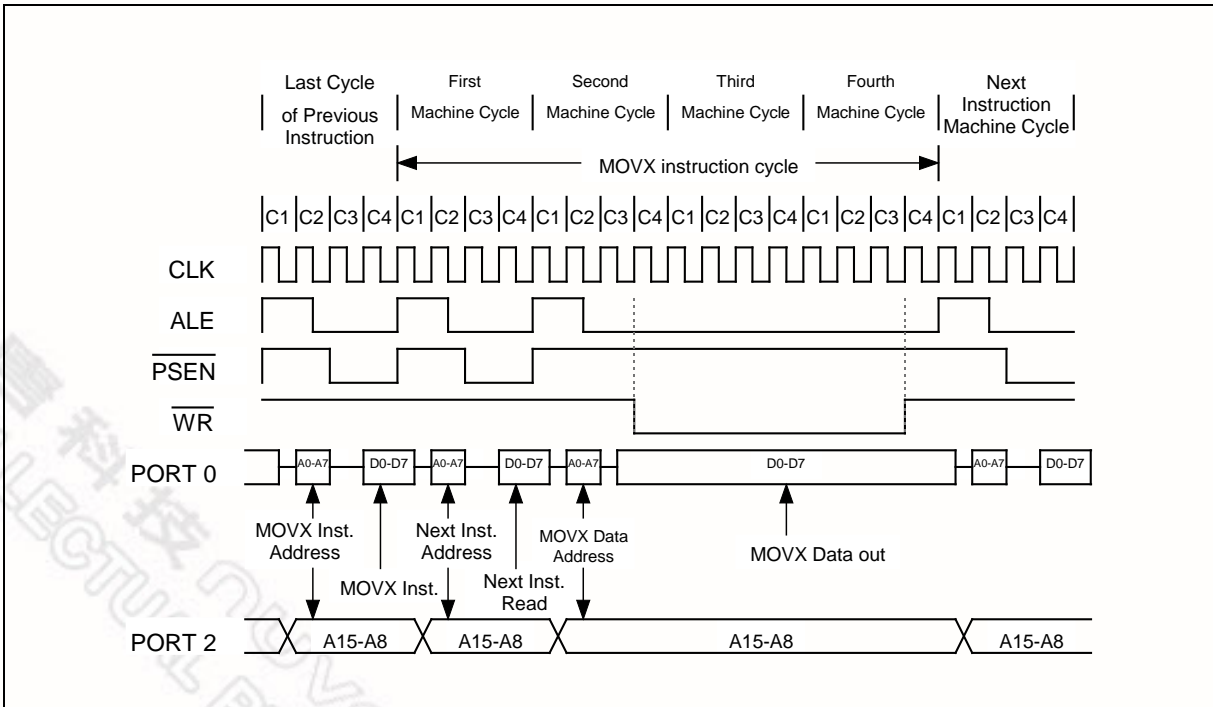 Last Cycle
of Previous
Instruction
First
Machine Cycle
Second
Machine Cycle
Third
Machine Cycle
Fourth
Machine Cycle
Next
Instruction
Machine Cycle
MOVX instruction cycle
C1 C2 C3 C4 C1 C2 C3 C4 C1 C2 C3 C4 C1 C2 C3 C4 C1 C2 C3 C4 C1 C2 C3 C4
CLK
ALE
PSEN
WR
PORT 0
A0-A7 D0-D7 A0-A7 D0-D7 A0-A7 D0-D7 A0-A7 D0-D7
MOVX Inst.
Address
MOVX Inst.
Next Inst.
Address
Next Inst.
Read
MOVX Data
Address
MOVX Data out
PORT 2
A15-A8 A15-A8 A15-A8 A15-A8